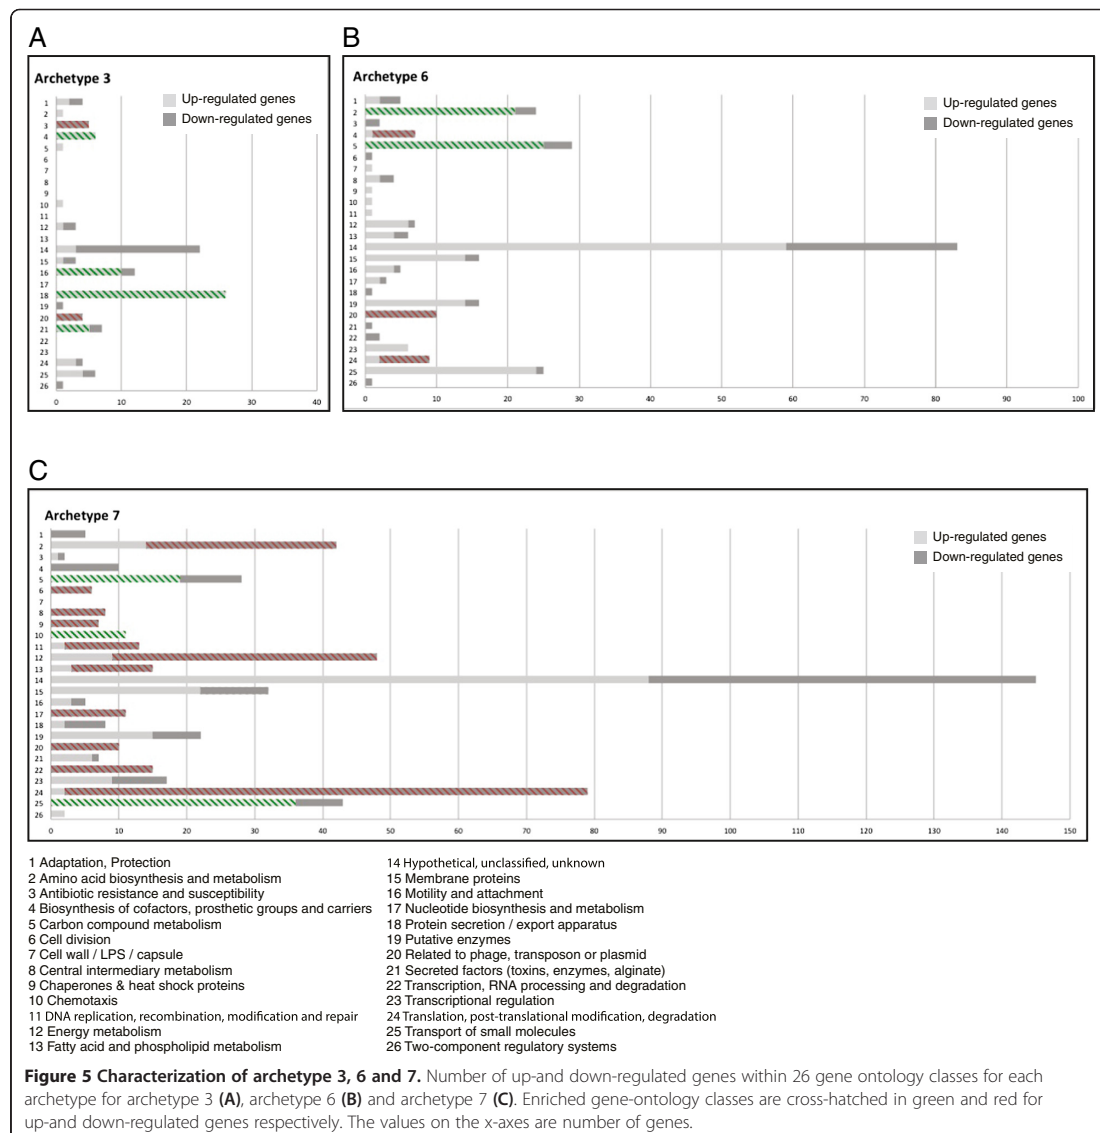 A
Archetype 3
Up-regulated genes
Down-regulated genes
1
2
3
4
5
6
7
8
9
10
11
12
13
14
15
16
17
18
19
20
21
22
23
24
25
26
0 10 20 30 40
B
Archetype 6
Up-regulated genes
Down-regulated genes
1
2
3
4
5
6
7
8
9
10
11
12
13
14
15
16
17
18
19
20
21
22
23
24
25
26
0 10 20 30 40 50 60 70 80 90 100
C
Archetype 7
Up-regulated genes
Down-regulated genes
1
2
3
4
5
6
7
8
9
10
11
12
13
14
15
16
17
18
19
20
21
22
23
24
25
26
0 10 20 30 40 50 60 70 80 90 100 110 120 130 140 150
1 Adaptation, Protection
2 Amino acid biosynthesis and metabolism
3 Antibiotic resistance and susceptibility
4 Biosynthesis of cofactors, prosthetic groups and carriers
5 Carbon compound metabolism
6 Cell division
7 Cell wall / LPS / capsule
8 Central intermediary metabolism
9 Chaperones & heat shock proteins
10 Chemotaxis
11 DNA replication, recombination, modification and repair
12 Energy metabolism
13 Fatty acid and phospholipid metabolism
14 Hypothetical, unclassified, unknown
15 Membrane proteins
16 Motility and attachment
17 Nucleotide biosynthesis and metabolism
18 Protein secretion / export apparatus
19 Putative enzymes
20 Related to phage, transposon or plasmid
21 Secreted factors (toxins, enzymes, alginate)
22 Transcription, RNA processing and degradation
23 Transcriptional regulation
24 Translation, post-translational modification, degradation
25 Transport of small molecules
26 Two-component regulatory systems
Figure 5 Characterization of archetype 3, 6 and 7. Number of up-and down-regulated genes within 26 gene ontology classes for each
archetype for archetype 3 (A), archetype 6 (B) and archetype 7 (C). Enriched gene-ontology classes are cross-hatched in green and red for
up-and down-regulated genes respectively. The values on the x-axes are number of genes.